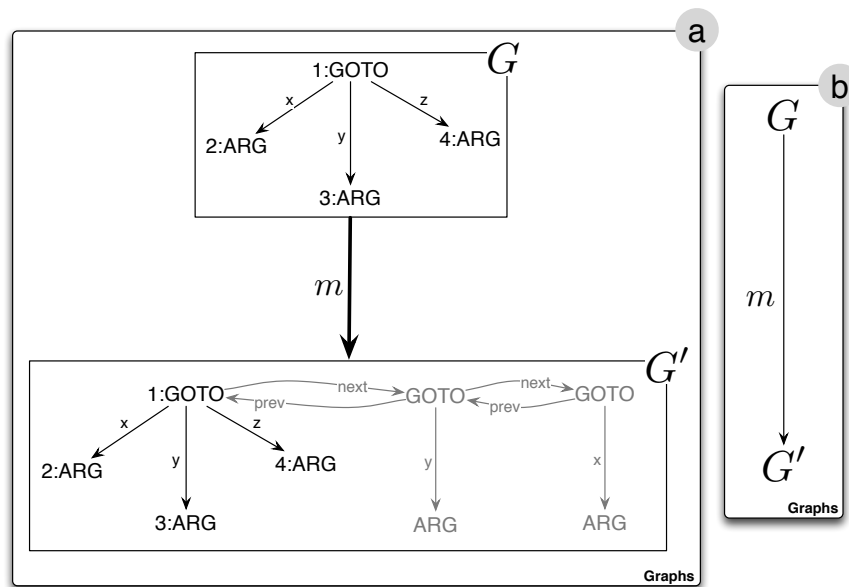 a
G
1:GOTO
x
z
y
2:ARG
4:ARG
3:ARG
m
G′
1:GOTO
next
GOTO
next
GOTO
prev
prev
x
z
y
y
x
2:ARG
4:ARG
3:ARG
ARG
ARG
Graphs
b
G
m
G′
Graphs